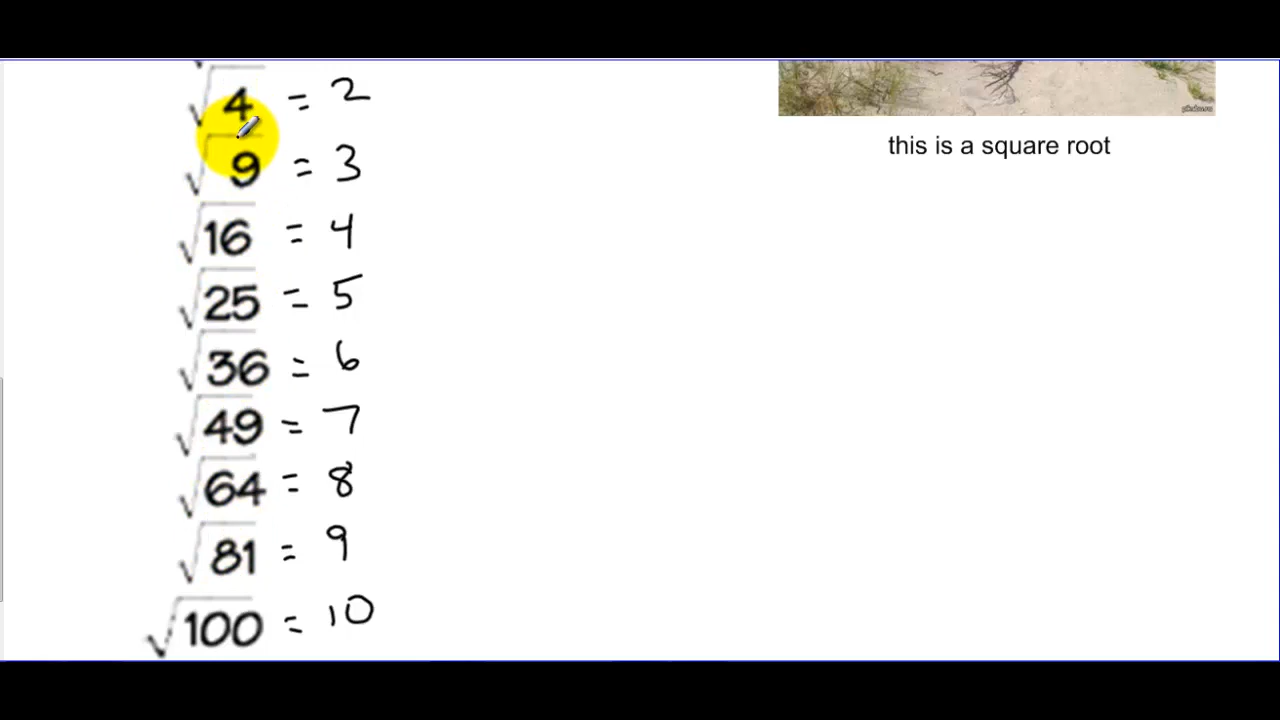 √4 = 2
√9 = 3
√16 = 4
√25 = 5
√36 = 6
√49 = 7
√64 = 8
√81 = 9
√100 = 10
this is a square root